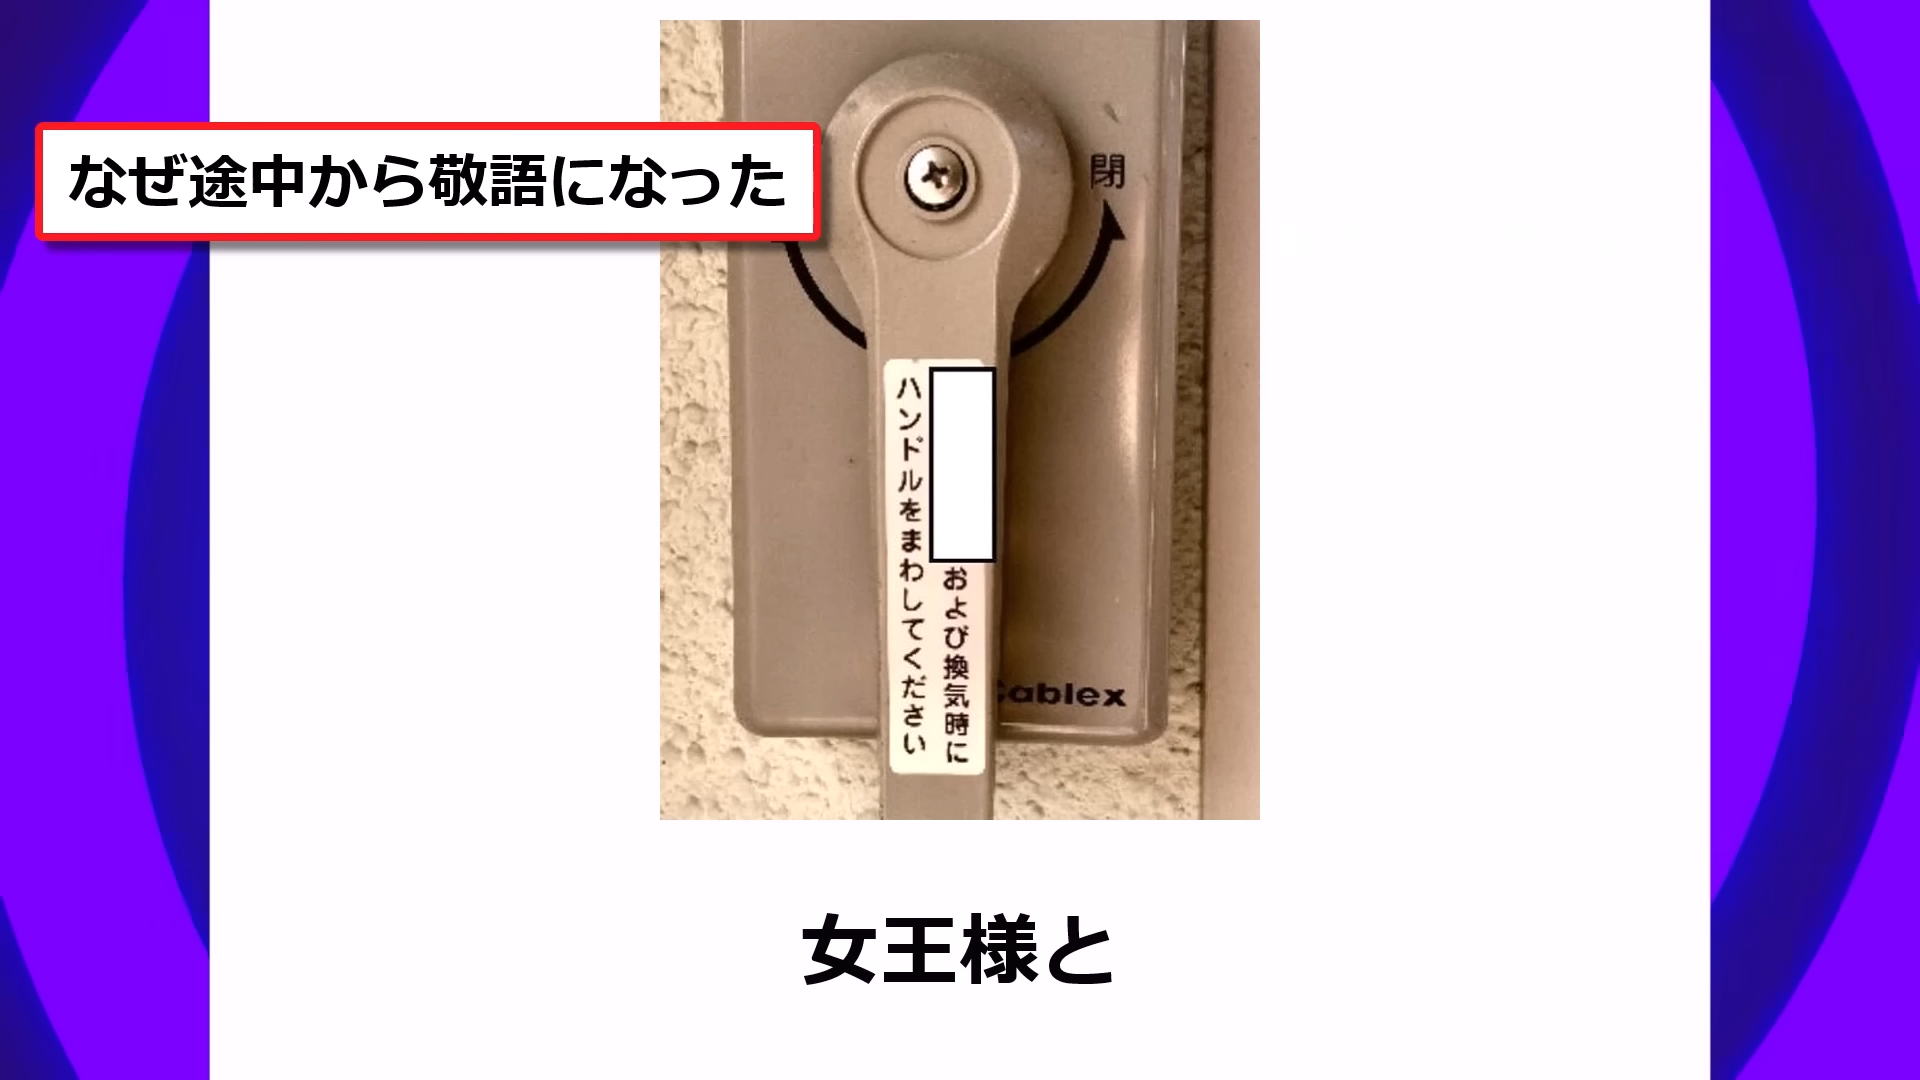 なぜ途中から敬語になった
閉
および換気時に
ハンドルをまわしてください
Cablex
女王様と